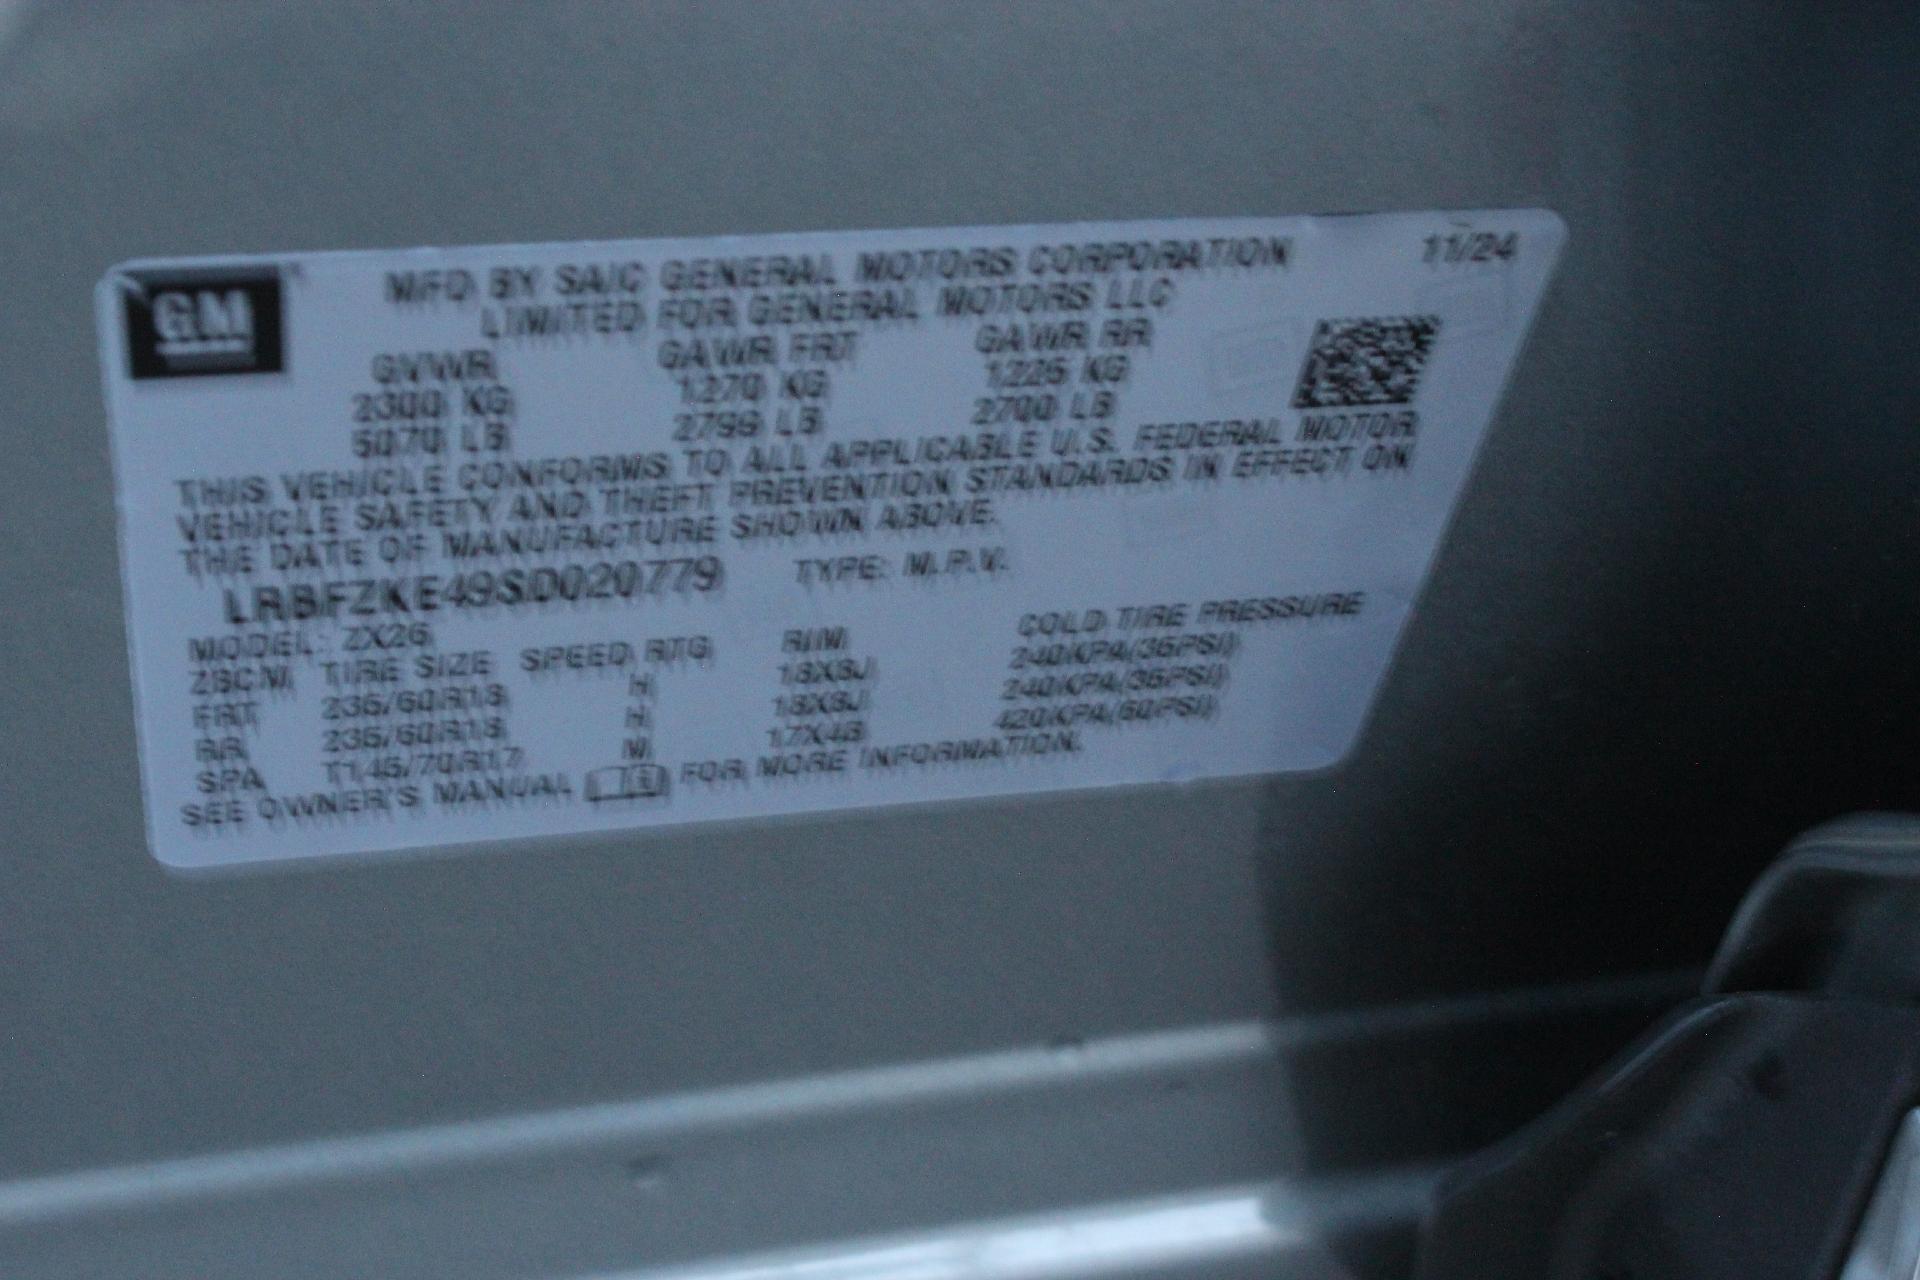 GM
MFD BY SAIC GENERAL MOTORS CORPORATION
LIMITED FOR GENERAL MOTORS LLC
11/24
GVWR GAWR FRT GAWR RR
2300 KG 1270 KG 1225 KG
5070 LB 2799 LB 2700 LB
THIS VEHICLE CONFORMS TO ALL APPLICABLE U.S. FEDERAL MOTOR
VEHICLE SAFETY AND THEFT PREVENTION STANDARDS IN EFFECT ON
THE DATE OF MANUFACTURE SHOWN ABOVE.
LRBFZKE49SD020779 TYPE: M.P.V.
MODEL: ZX26
TIRE SIZE SPEED RTG RIM COLD TIRE PRESSURE
FRT 235/60R18 H 18X8J 240KPA(35PSI)
RR 235/60R18 H 18X8J 240KPA(35PSI)
SPA T145/70R17 M 17X4B 420KPA(60PSI)
SEE OWNER'S MANUAL FOR MORE INFORMATION.